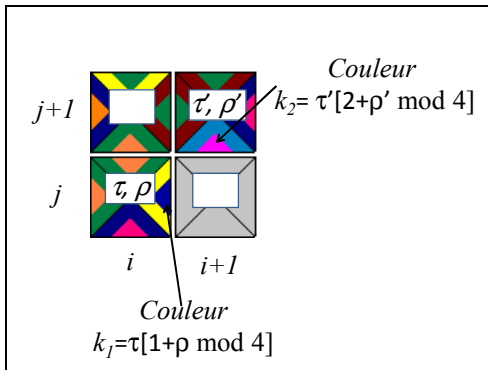 Couleur
k₂= τ’[2+ρ’ mod 4]
j+1
τ’, ρ’
j
τ, ρ
i
i+1
Couleur
k₁=τ[1+ρ mod 4]